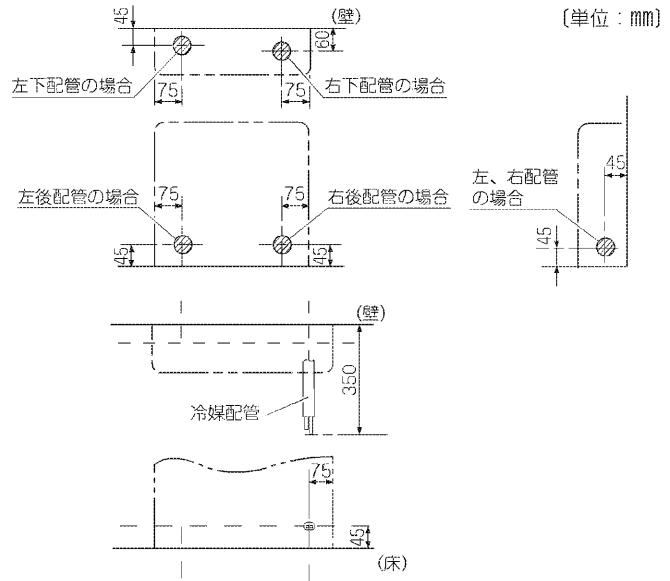 45
(壁)
60
〔単位：mm〕
左下配管の場合
75
75
右下配管の場合
左後配管の場合
75
75
右後配管の場合
45
45
左、右配管
の場合
45
45
(壁)
350
冷媒配管
75
45
(床)